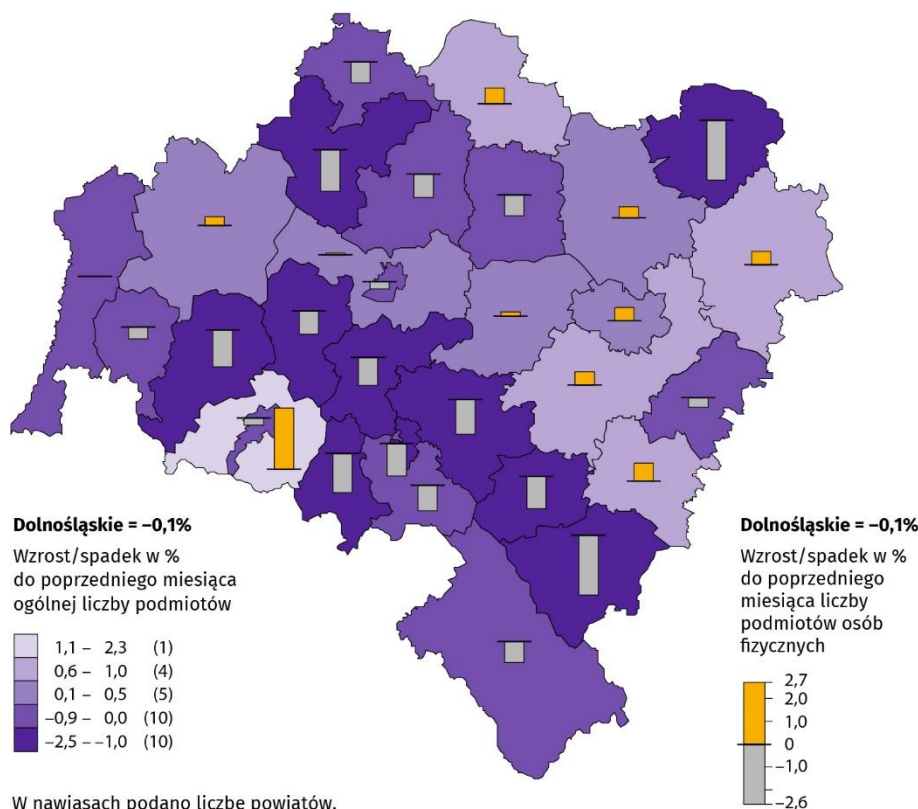 Dolnośląskie = –0,1%
Wzrost/spadek w %
do poprzedniego miesiąca
ogólnej liczby podmiotów
1,1 – 2,3 (1)
0,6 – 1,0 (4)
0,1 – 0,5 (5)
–0,9 – 0,0 (10)
–2,5 – –1,0 (10)
W nawiasach podano liczbę powiatów.
Dolnośląskie = –0,1%
Wzrost/spadek w %
do poprzedniego
miesiąca liczby
podmiotów osób
fizycznych
2,7
2,0
1,0
0
–1,0
–2,6